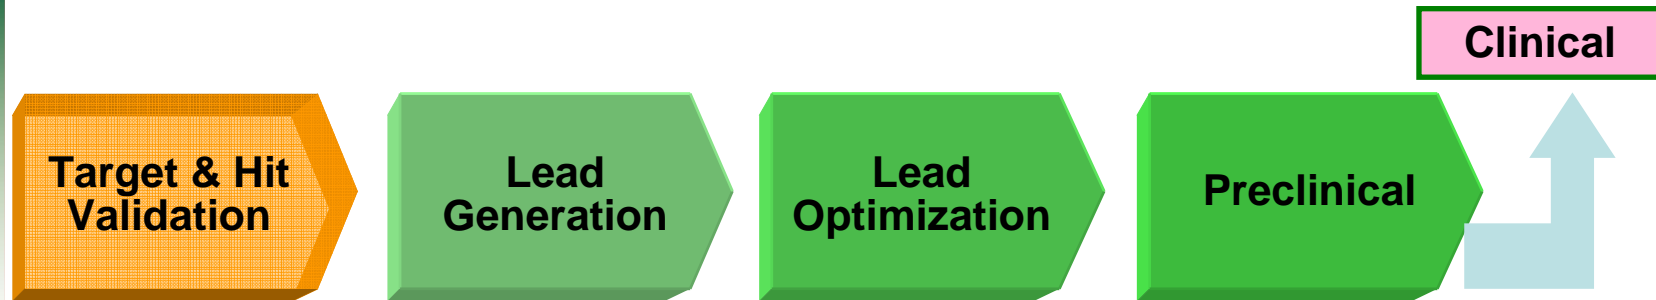 Clinical
Target & Hit
Validation
Lead
Generation
Lead
Optimization
Preclinical